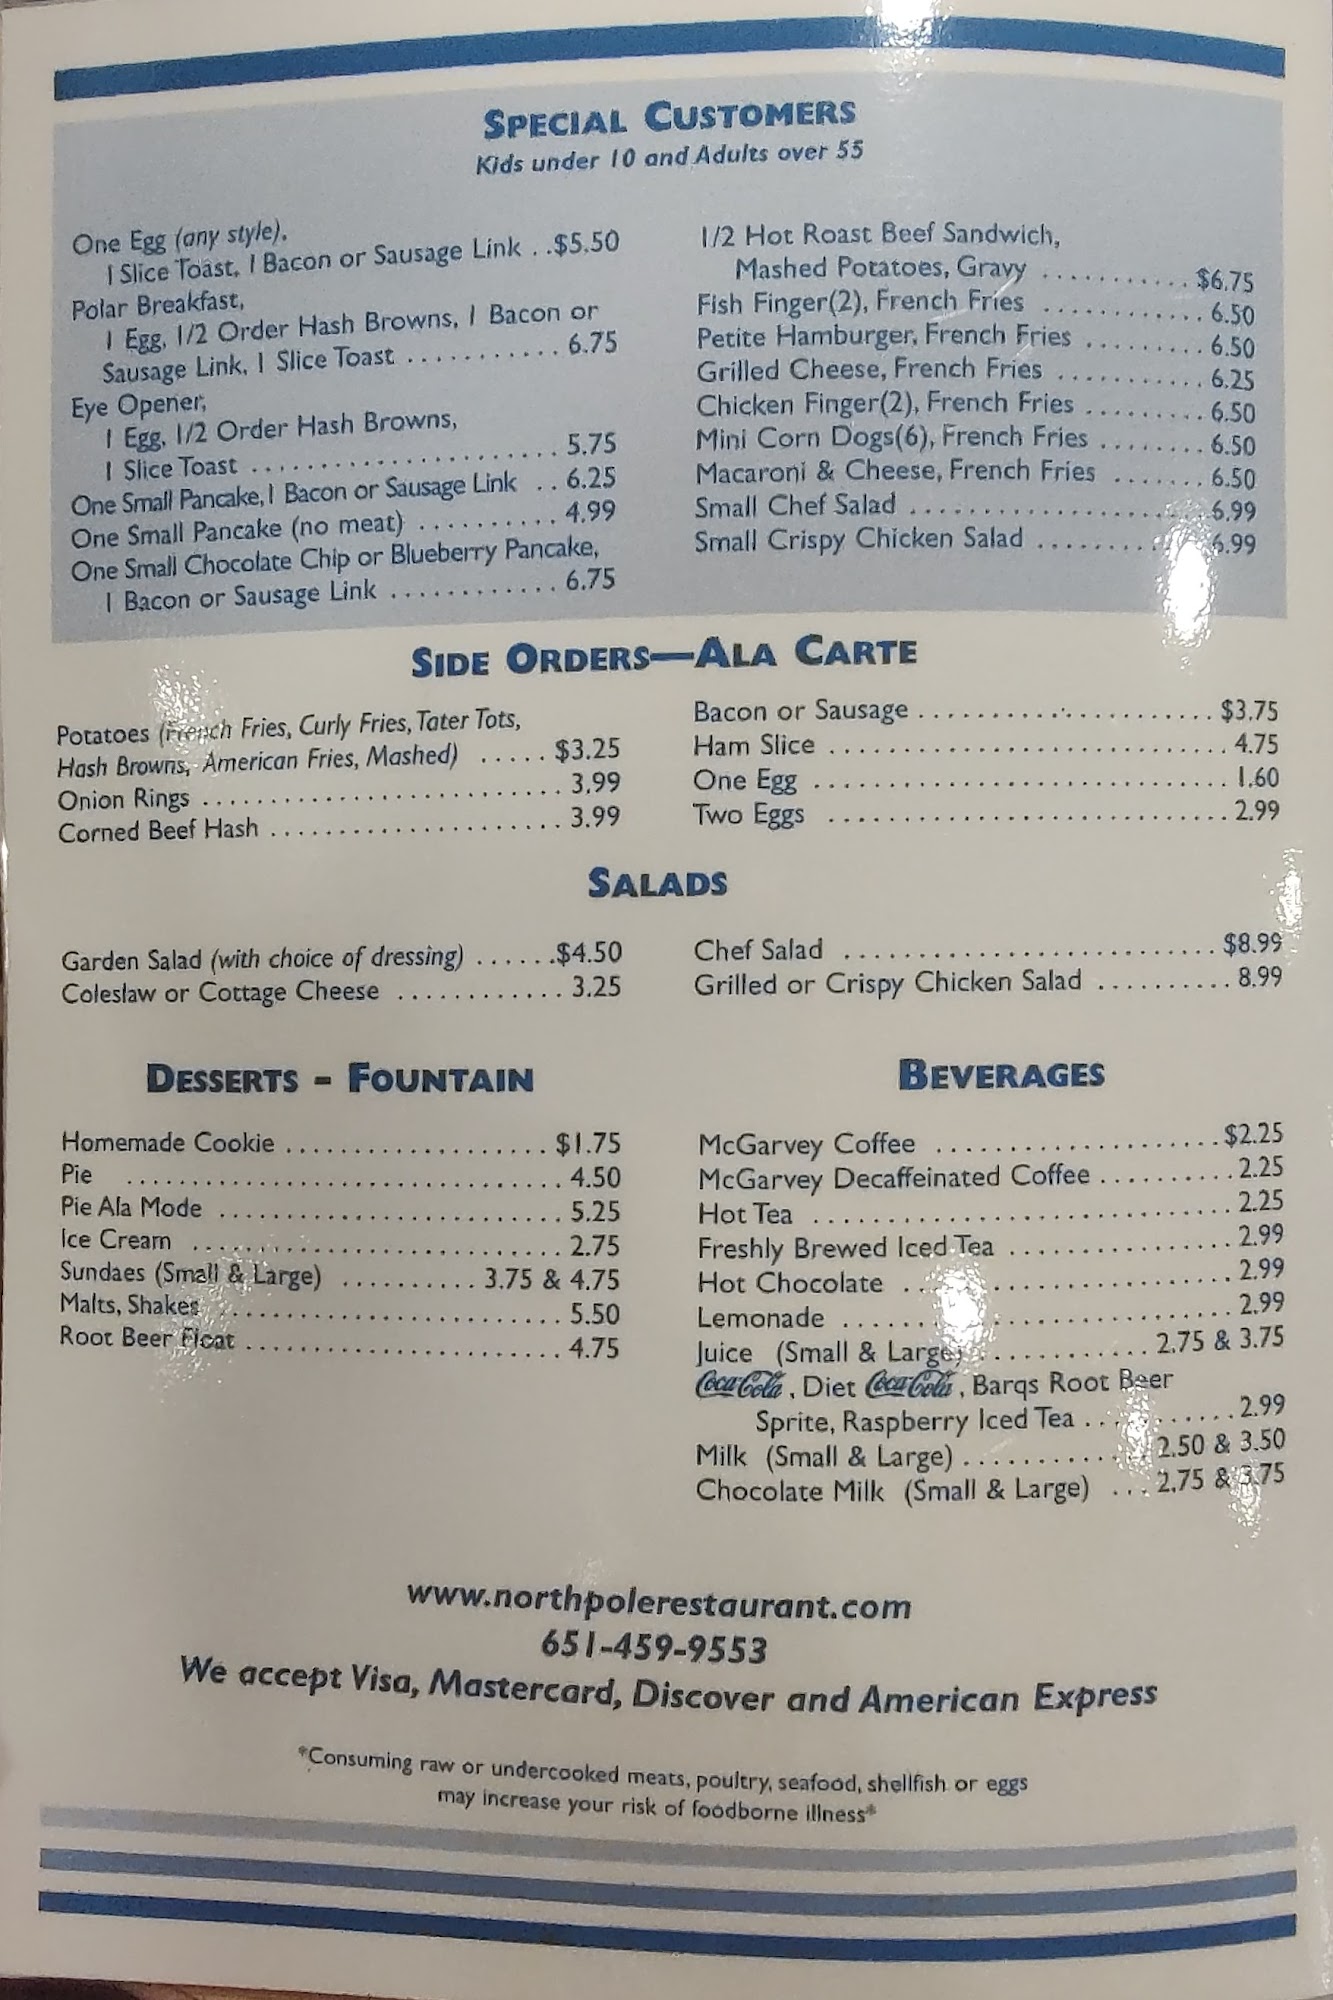 SPECIAL CUSTOMERS
Kids under 10 and Adults over 55
One Egg (any style),
1 Slice Toast, 1 Bacon or Sausage Link . .$5.50
Polar Breakfast,
1 Egg, 1/2 Order Hash Browns, 1 Bacon or
Sausage Link, 1 Slice Toast . . . . . . . . . . . 6.75
Eye Opener,
1 Egg, 1/2 Order Hash Browns,
1 Slice Toast . . . . . . . . . . . . . . . . . . . . . . 5.75
One Small Pancake, 1 Bacon or Sausage Link . . 6.25
One Small Pancake (no meat) . . . . . . . . . . 4.99
One Small Chocolate Chip or Blueberry Pancake,
1 Bacon or Sausage Link . . . . . . . . . . . . 6.75
1/2 Hot Roast Beef Sandwich,
Mashed Potatoes, Gravy . . . . . . . . . . . $6.75
Fish Finger(2), French Fries . . . . . . . . . . . . 6.50
Petite Hamburger, French Fries . . . . . . . . . 6.50
Grilled Cheese, French Fries . . . . . . . . . . . 6.25
Chicken Finger(2), French Fries . . . . . . . . . 6.50
Mini Corn Dogs(6), French Fries . . . . . . . . 6.50
Macaroni & Cheese, French Fries . . . . . . . 6.50
Small Chef Salad . . . . . . . . . . . . . . . . . . . 6.99
Small Crispy Chicken Salad . . . . . . . . . . . 6.99
SIDE ORDERS—ALA CARTE
Potatoes (French Fries, Curly Fries, Tater Tots,
Hash Browns, American Fries, Mashed) . . . . . $3.25
Onion Rings . . . . . . . . . . . . . . . . . . . . . . . . . . 3.99
Corned Beef Hash . . . . . . . . . . . . . . . . . . . . . 3.99
Bacon or Sausage . . . . . . . . . . . . . . . . . . . . . $3.75
Ham Slice . . . . . . . . . . . . . . . . . . . . . . . . . . . . 4.75
One Egg . . . . . . . . . . . . . . . . . . . . . . . . . . . . . 1.60
Two Eggs . . . . . . . . . . . . . . . . . . . . . . . . . . . . 2.99
SALADS
Garden Salad (with choice of dressing) . . . . . .$4.50
Coleslaw or Cottage Cheese . . . . . . . . . . . . 3.25
Chef Salad . . . . . . . . . . . . . . . . . . . . . . . . . . $8.99
Grilled or Crispy Chicken Salad . . . . . . . . . . 8.99
DESSERTS - FOUNTAIN
Homemade Cookie . . . . . . . . . . . . . . . . . . . $1.75
Pie . . . . . . . . . . . . . . . . . . . . . . . . . . . . . . . 4.50
Pie Ala Mode . . . . . . . . . . . . . . . . . . . . . . . . 5.25
Ice Cream . . . . . . . . . . . . . . . . . . . . . . . . . . 2.75
Sundaes (Small & Large) . . . . . . . . . . 3.75 & 4.75
Malts, Shakes . . . . . . . . . . . . . . . . . . . . . . . . 5.50
Root Beer Float . . . . . . . . . . . . . . . . . . . . . . 4.75
BEVERAGES
McGarvey Coffee . . . . . . . . . . . . . . . . . . . . $2.25
McGarvey Decaffeinated Coffee . . . . . . . . . . 2.25
Hot Tea . . . . . . . . . . . . . . . . . . . . . . . . . . . . . 2.25
Freshly Brewed Iced Tea . . . . . . . . . . . . . . . . 2.99
Hot Chocolate . . . . . . . . . . . . . . . . . . . . . . . . 2.99
Lemonade . . . . . . . . . . . . . . . . . . . . . . . . . . . 2.99
Juice (Small & Large) . . . . . . . . . . . . 2.75 & 3.75
Coca-Cola, Diet Coca-Cola, Barqs Root Beer
Sprite, Raspberry Iced Tea . . . . . . . . . . . 2.99
Milk (Small & Large) . . . . . . . . . . . . . 2.50 & 3.50
Chocolate Milk (Small & Large) . . . 2.75 & 3.75
www.northpolerestaurant.com
651-459-9553
We accept Visa, Mastercard, Discover and American Express
*Consuming raw or undercooked meats, poultry, seafood, shellfish or eggs
may increase your risk of foodborne illness*